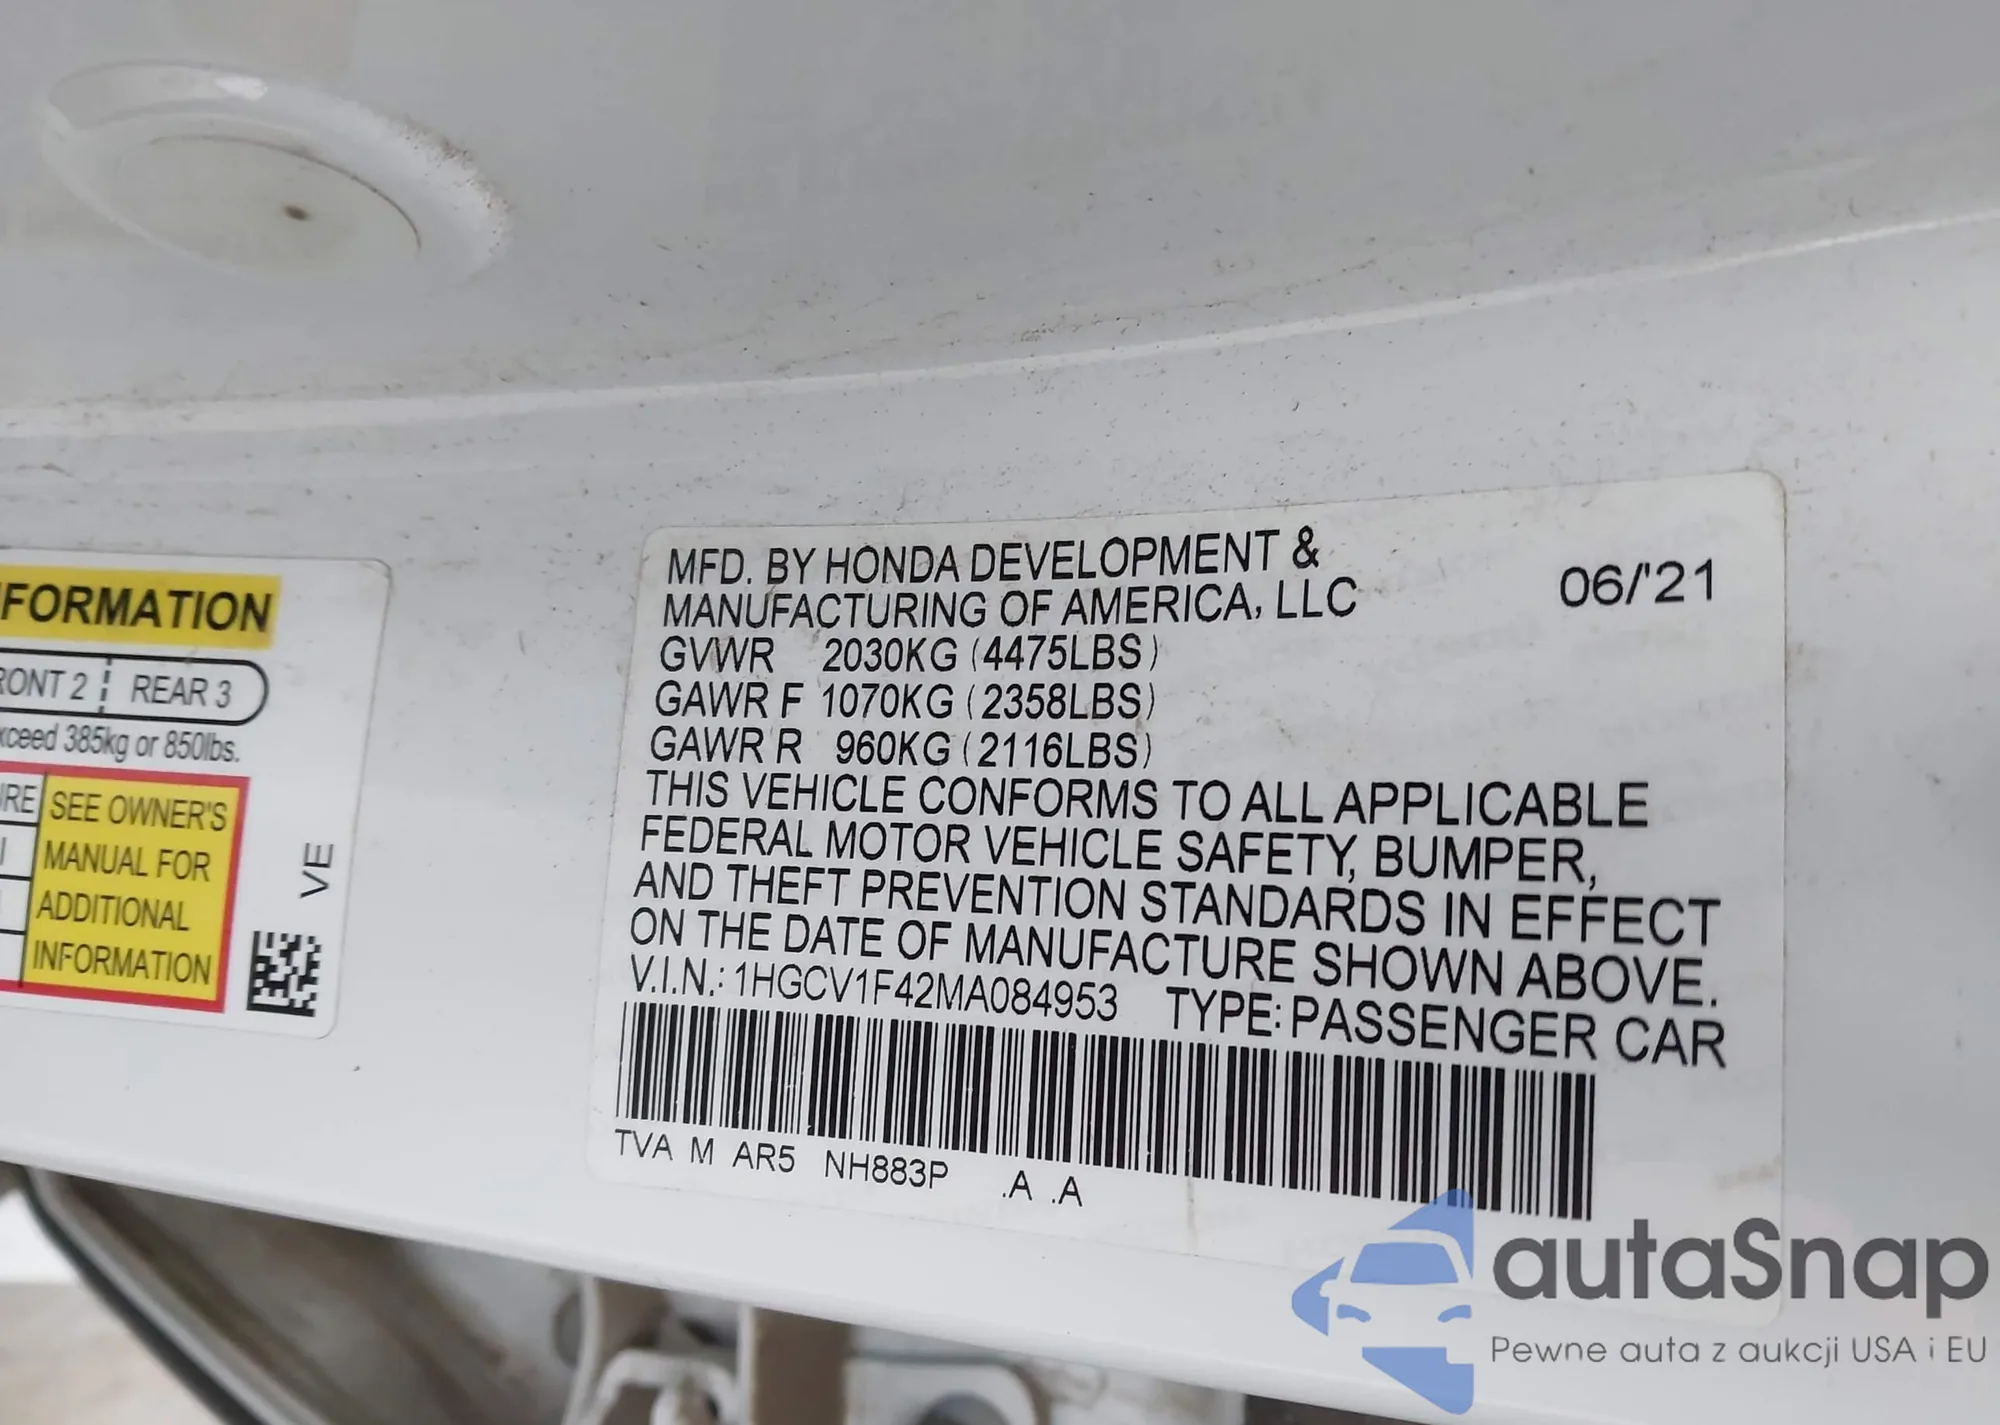 FORMATION
RONT 2 REAR 3
xceed 385kg or 850lbs.
SEE OWNER'S
MANUAL FOR
ADDITIONAL
INFORMATION
VE
MFD. BY HONDA DEVELOPMENT &
MANUFACTURING OF AMERICA, LLC 06/'21
GVWR 2030KG (4475LBS)
GAWR F 1070KG (2358LBS)
GAWR R 960KG (2116LBS)
THIS VEHICLE CONFORMS TO ALL APPLICABLE
FEDERAL MOTOR VEHICLE SAFETY, BUMPER,
AND THEFT PREVENTION STANDARDS IN EFFECT
ON THE DATE OF MANUFACTURE SHOWN ABOVE.
V.I.N.: 1HGCV1F42MA084953 TYPE: PASSENGER CAR
TVA M AR5 NH883P .A .A
autaSnap
Pewne auta z aukcji USA i EU